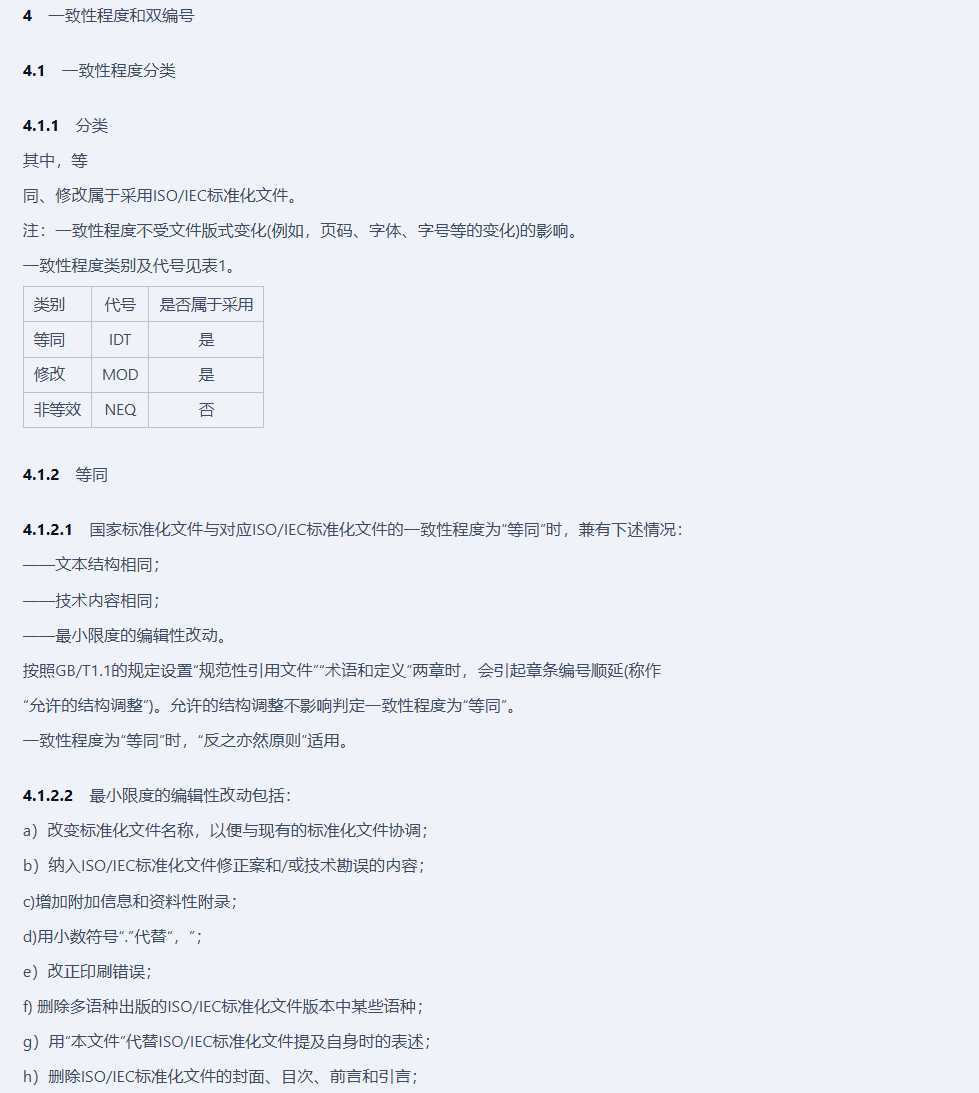 4 一致性程度和双编号
4.1 一致性程度分类
4.1.1 分类
其中，等
同、修改属于采用ISO/IEC标准化文件。
注：一致性程度不受文件版式变化(例如，页码、字体、字号等的变化)的影响。
一致性程度类别及代号见表1。
类别 代号 是否属于采用
等同 IDT 是
修改 MOD 是
非等效 NEQ 否
4.1.2 等同
4.1.2.1 国家标准化文件与对应ISO/IEC标准化文件的一致性程度为“等同”时，兼有下述情况：
——文本结构相同；
——技术内容相同；
——最小限度的编辑性改动。
按照GB/T1.1的规定设置“规范性引用文件”“术语和定义”两章时，会引起章条编号顺延(称作
“允许的结构调整”)。允许的结构调整不影响判定一致性程度为“等同”。
一致性程度为“等同”时，“反之亦然原则”适用。
4.1.2.2 最小限度的编辑性改动包括：
a）改变标准化文件名称，以便与现有的标准化文件协调；
b）纳入ISO/IEC标准化文件修正案和/或技术勘误的内容；
c)增加附加信息和资料性附录；
d)用小数符号“.”代替“，”；
e）改正印刷错误；
f) 删除多语种出版的ISO/IEC标准化文件版本中某些语种；
g）用“本文件”代替ISO/IEC标准化文件提及自身时的表述；
h）删除ISO/IEC标准化文件的封面、目次、前言和引言；